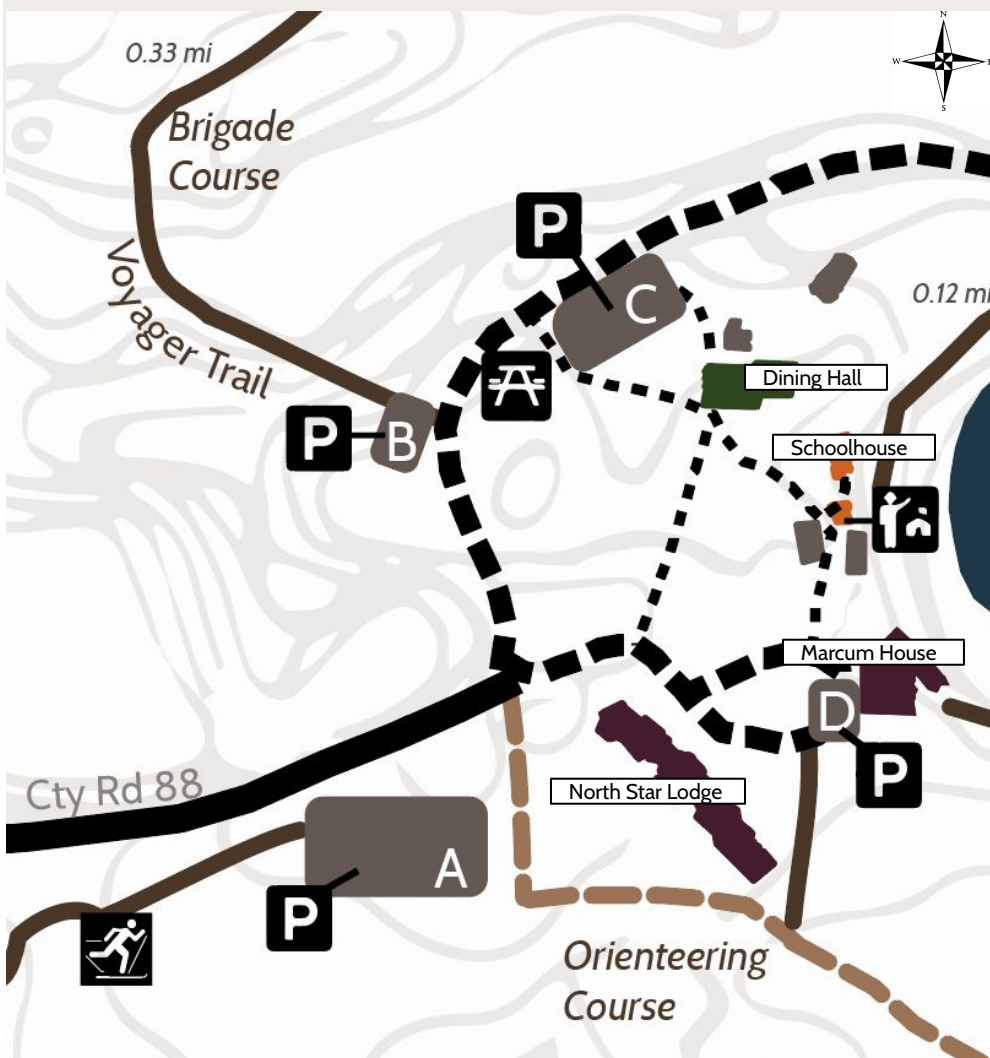 N
W
E
S
0.33 mi
Brigade
Course
P
C
0.12 mi
Voyager Trail
Dining Hall
P
B
Schoolhouse
Marcum House
D
P
Cty Rd 88
North Star Lodge
A
P
Orienteering
Course